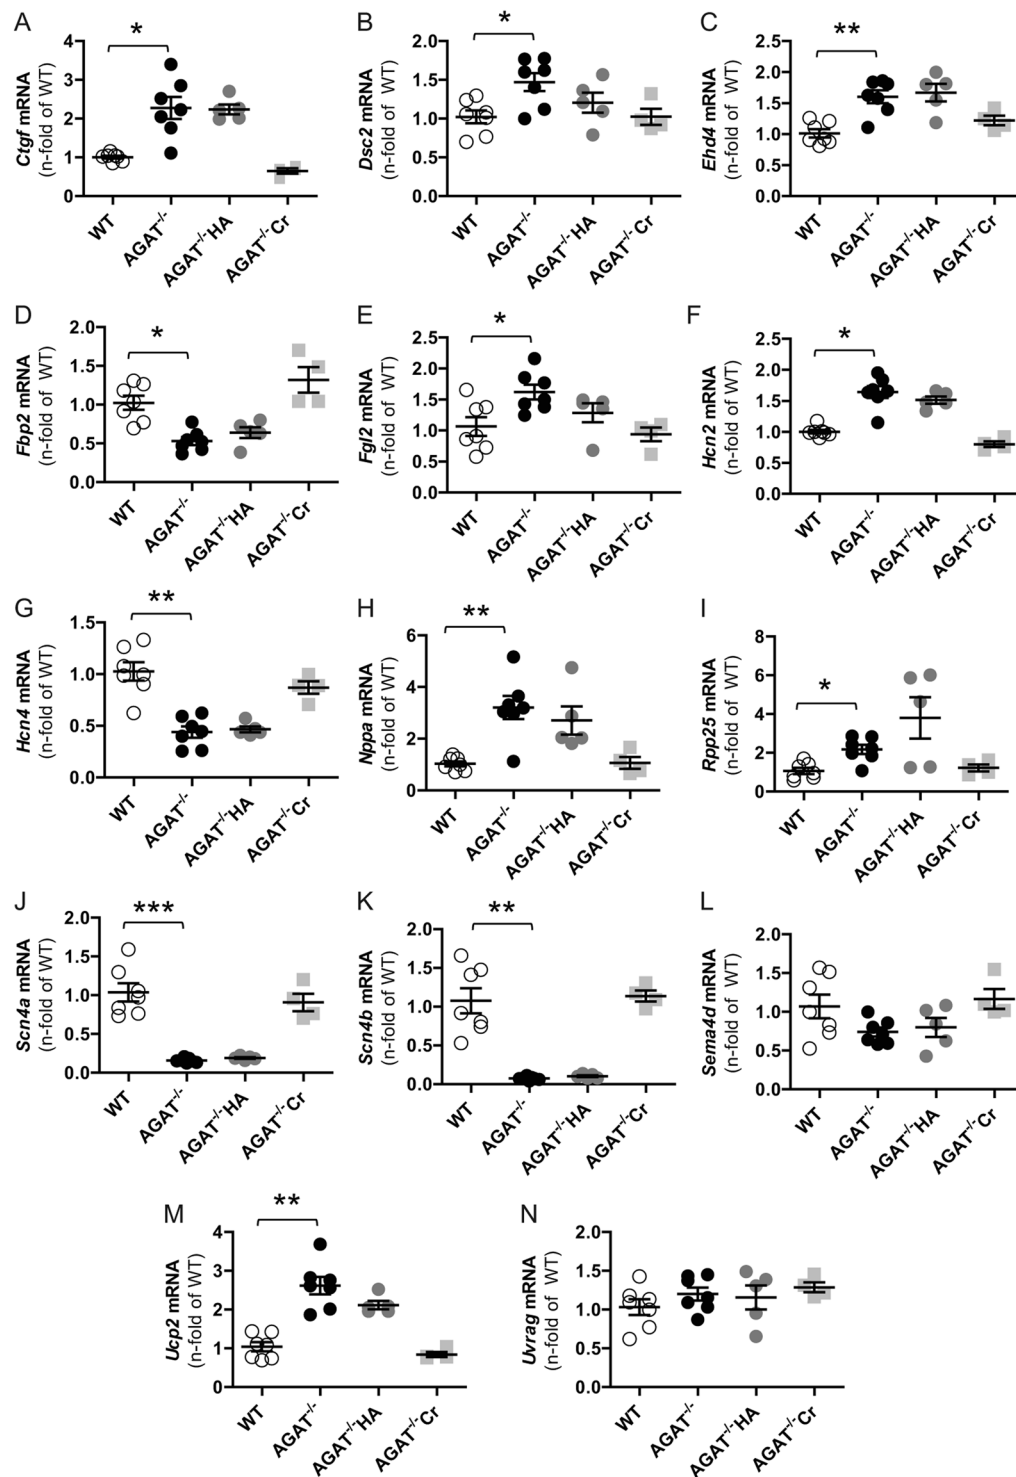 A
*
Ctgf mRNA
(n-fold of WT)
4
3
2
1
0
WT
AGAT-/-
AGAT-/-HA
AGAT-/-Cr
B
*
Dsc2 mRNA
(n-fold of WT)
2.0
1.5
1.0
0.5
0.0
WT
AGAT-/-
AGAT-/-HA
AGAT-/-Cr
C
**
Ehd4 mRNA
(n-fold of WT)
2.5
2.0
1.5
1.0
0.5
0.0
WT
AGAT-/-
AGAT-/-HA
AGAT-/-Cr
D
*
Fbp2 mRNA
(n-fold of WT)
2.0
1.5
1.0
0.5
0.0
WT
AGAT-/-
AGAT-/-HA
AGAT-/-Cr
E
*
Fgl2 mRNA
(n-fold of WT)
2.5
2.0
1.5
1.0
0.5
0.0
WT
AGAT-/-
AGAT-/-HA
AGAT-/-Cr
F
*
Hcn2 mRNA
(n-fold of WT)
2.5
2.0
1.5
1.0
0.5
0.0
WT
AGAT-/-
AGAT-/-HA
AGAT-/-Cr
G
**
Hcn4 mRNA
(n-fold of WT)
1.5
1.0
0.5
0.0
WT
AGAT-/-
AGAT-/-HA
AGAT-/-Cr
H
**
Nppa mRNA
(n-fold of WT)
6
4
2
0
WT
AGAT-/-
AGAT-/-HA
AGAT-/-Cr
I
*
Rpp25 mRNA
(n-fold of WT)
8
6
4
2
0
WT
AGAT-/-
AGAT-/-HA
AGAT-/-Cr
J
***
Scn4a mRNA
(n-fold of WT)
2.0
1.5
1.0
0.5
0.0
WT
AGAT-/-
AGAT-/-HA
AGAT-/-Cr
K
**
Scn4b mRNA
(n-fold of WT)
2.0
1.5
1.0
0.5
0.0
WT
AGAT-/-
AGAT-/-HA
AGAT-/-Cr
L
Sema4d mRNA
(n-fold of WT)
2.0
1.5
1.0
0.5
0.0
WT
AGAT-/-
AGAT-/-HA
AGAT-/-Cr
M
**
Ucp2 mRNA
(n-fold of WT)
4
3
2
1
0
WT
AGAT-/-
AGAT-/-HA
AGAT-/-Cr
N
Uvrag mRNA
(n-fold of WT)
2.0
1.5
1.0
0.5
0.0
WT
AGAT-/-
AGAT-/-HA
AGAT-/-Cr